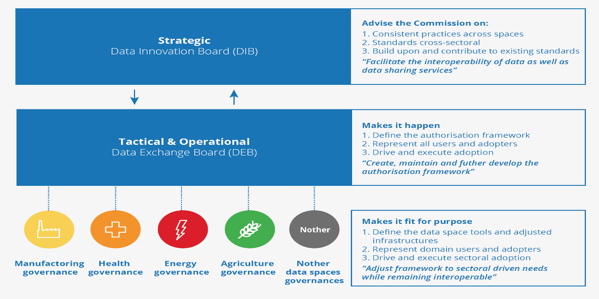 Strategic
Data Innovation Board (DIB)
Advise the Commission on:
1. Consistent practices across spaces
2. Standards cross-sectoral
3. Build upon and contribute to existing standards
“Facilitate the interoperability of data as well as
data sharing services”
Tactical & Operational
Data Exchange Board (DEB)
Makes it happen
1. Define the authorisation framework
2. Represent all users and adopters
3. Drive and execute adoption
“Create, maintain and futher develop the
authorisation framework”
Nother
Manufactoring
governance
Health
governance
Energy
governance
Agriculture
governance
Nother
data spaces
governances
Makes it fit for purpose
1. Define the data space tools and adjusted
infrastructures
2. Represent domain users and adopters
3. Drive and execute sectoral adoption
“Adjust framework to sectoral driven needs
while remaining interoperable”